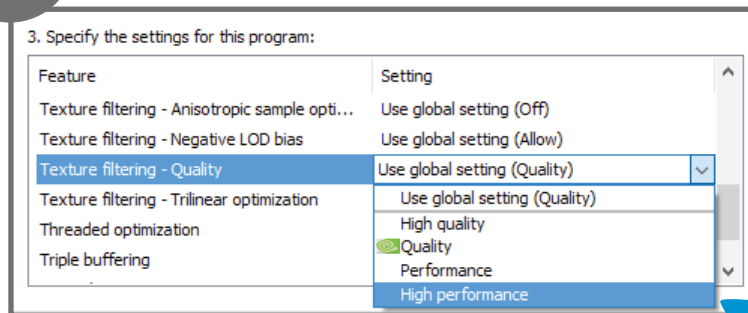 3. Specify the settings for this program:
Feature Setting
Texture filtering - Anisotropic sample opti... Use global setting (Off)
Texture filtering - Negative LOD bias Use global setting (Allow)
Texture filtering - Quality Use global setting (Quality)
Texture filtering - Trilinear optimization Use global setting (Quality)
Threaded optimization High quality
Quality
Triple buffering Performance
High performance